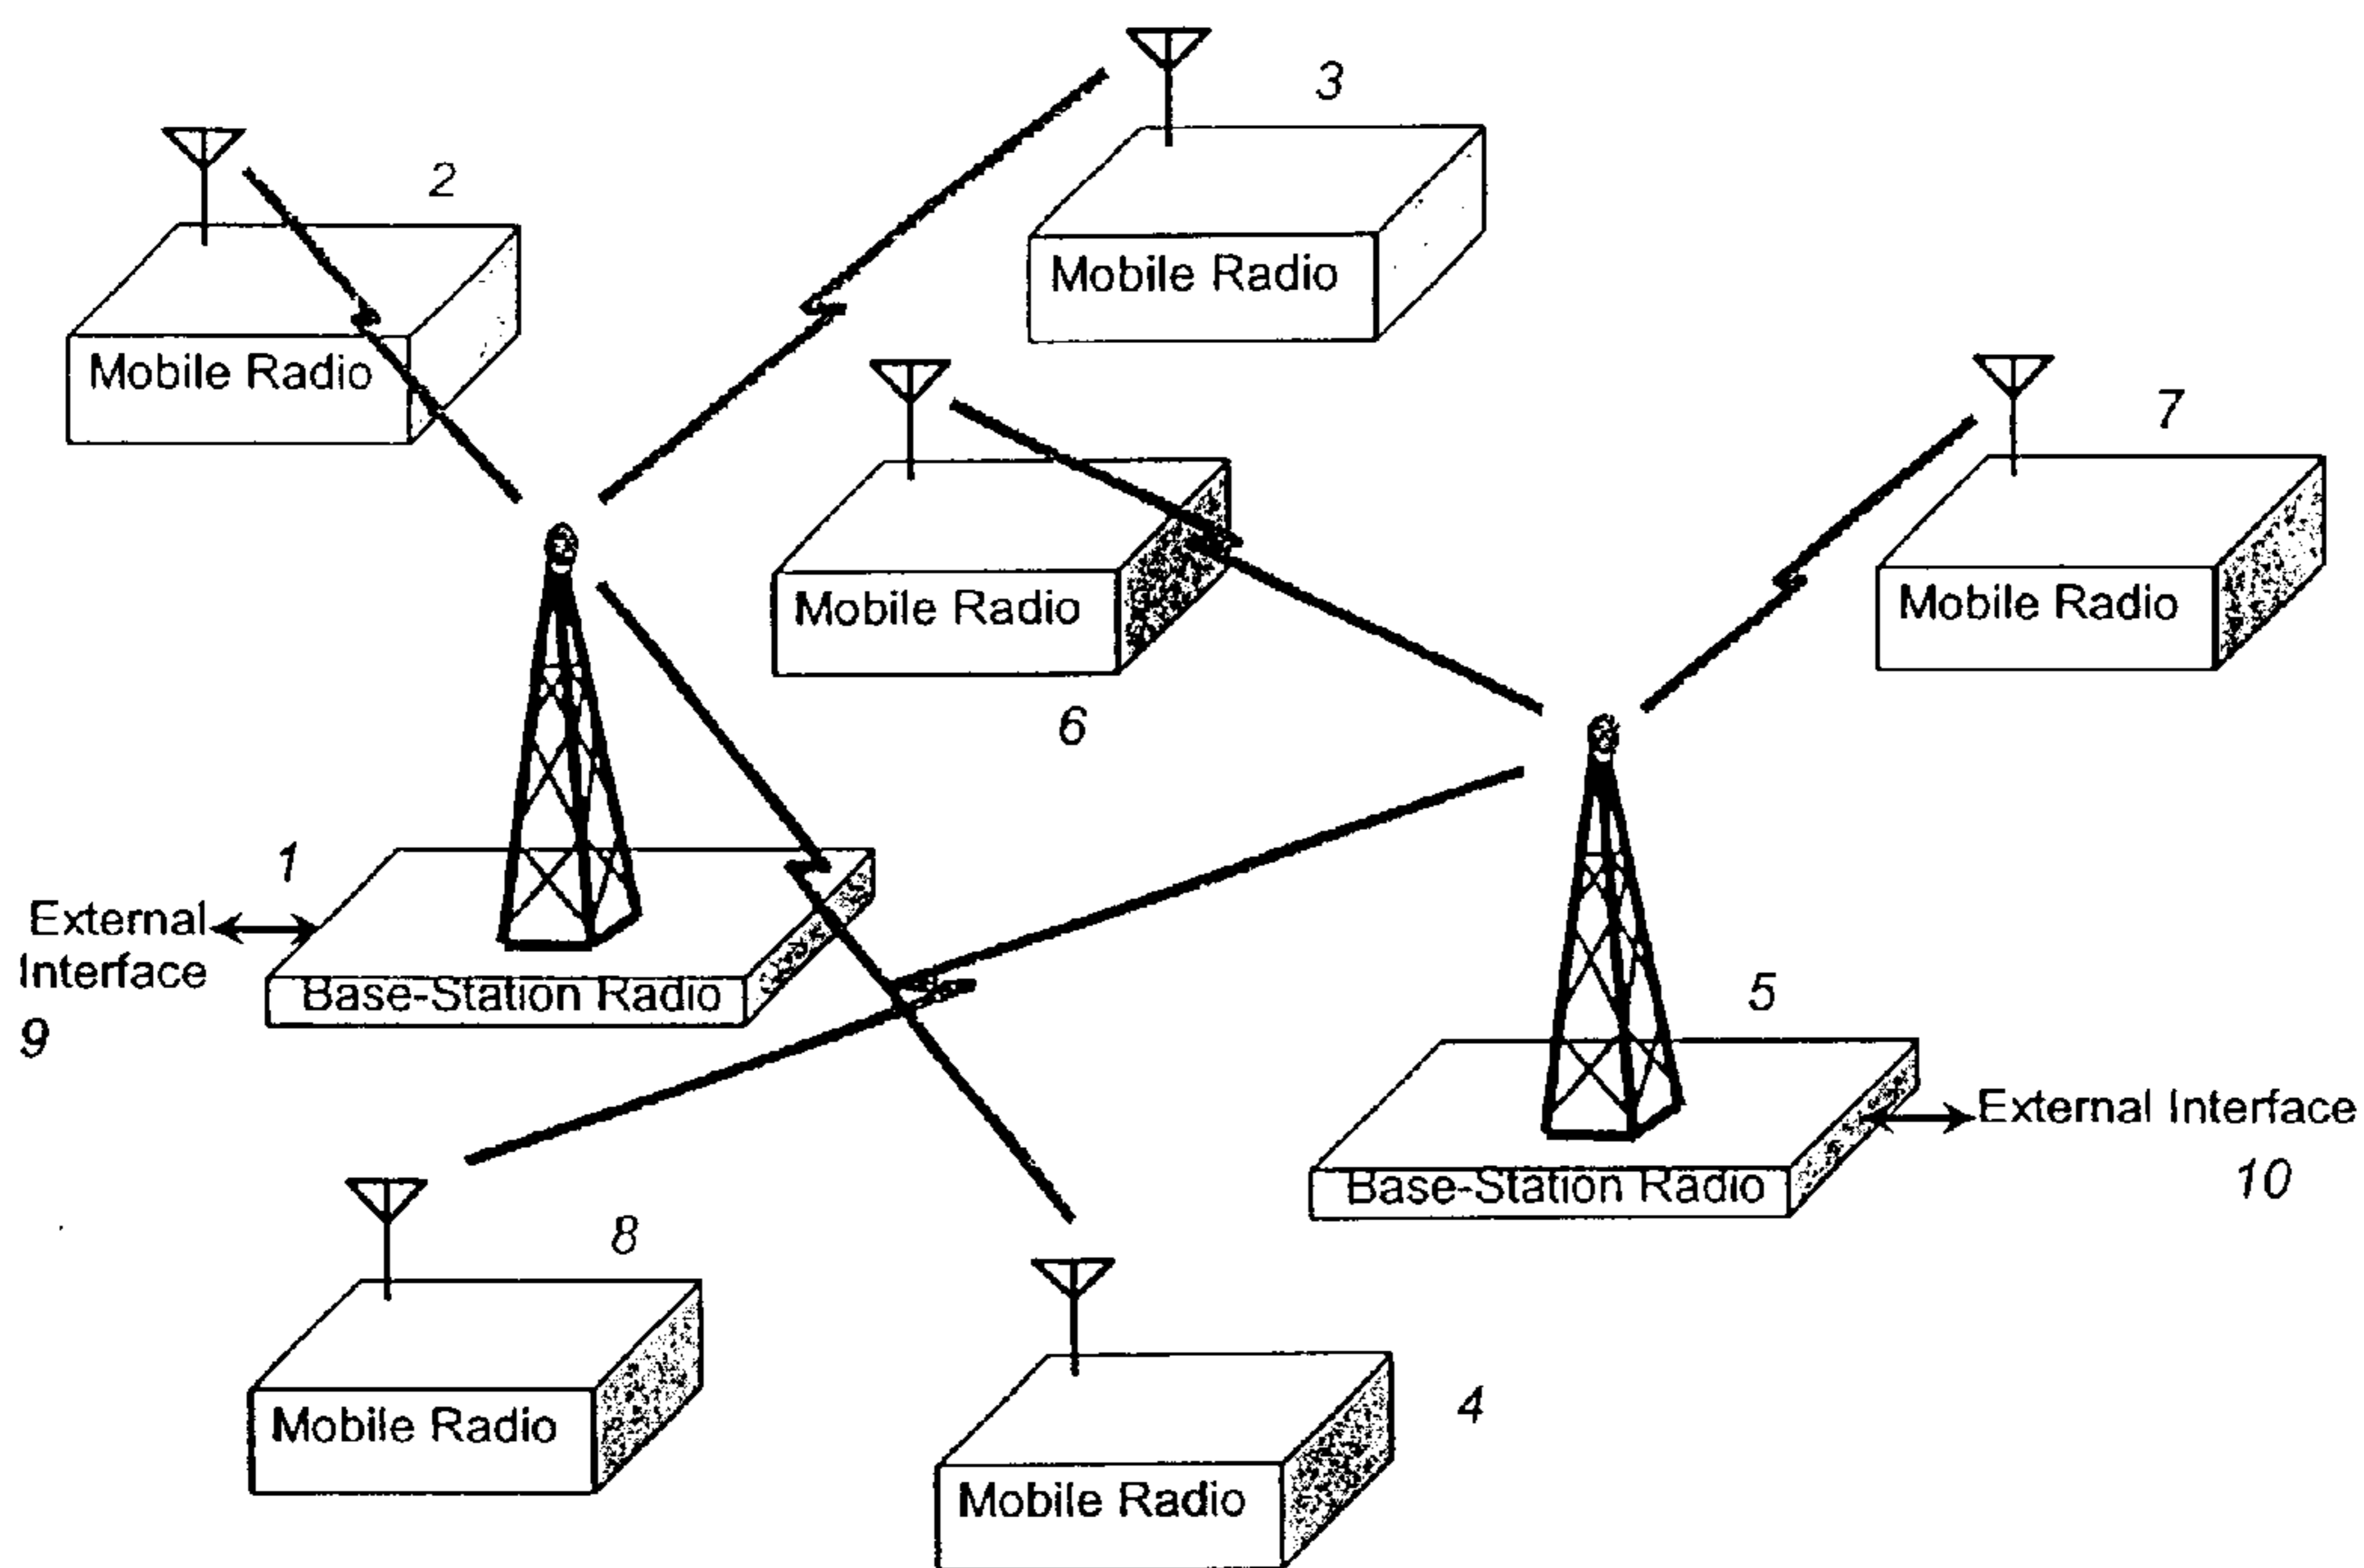 3
2
Mobile Radio
Mobile Radio
7
Mobile Radio
Mobile Radio
6
1
External
Interface
9
Base-Station Radio
5
External Interface
10
Base-Station Radio
8
Mobile Radio
4
Mobile Radio